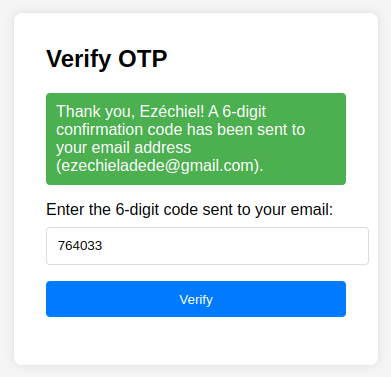 Verify OTP
Thank you, Ezéchiel! A 6-digit
confirmation code has been sent to
your email address
(ezechieladede@gmail.com).
Enter the 6-digit code sent to your email:
764033
Verify